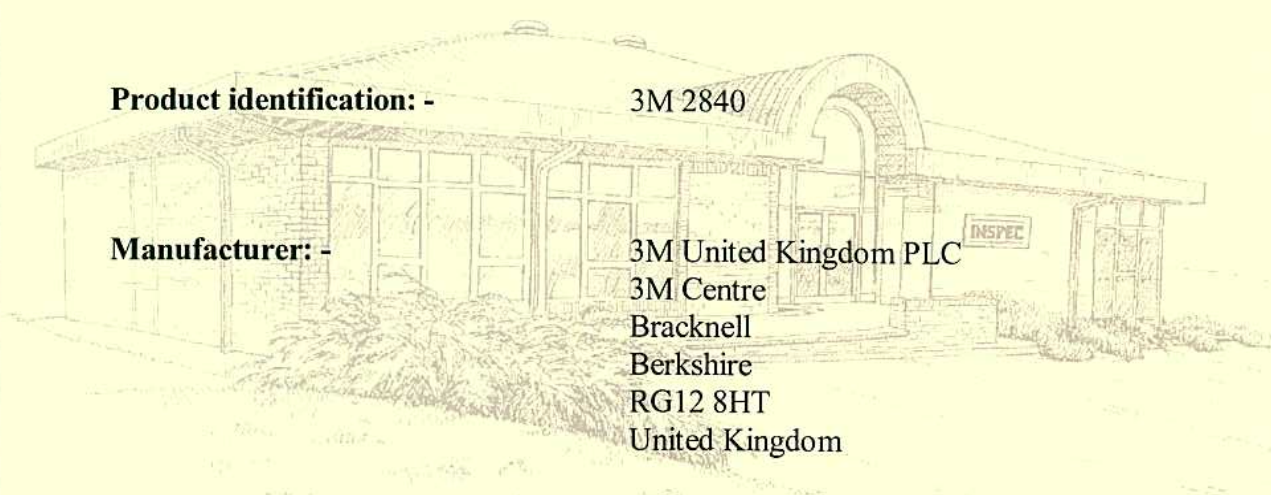 Product identification: - 3M 2840
INSPEC
Manufacturer: - 3M United Kingdom PLC
3M Centre
Bracknell
Berkshire
RG12 8HT
United Kingdom